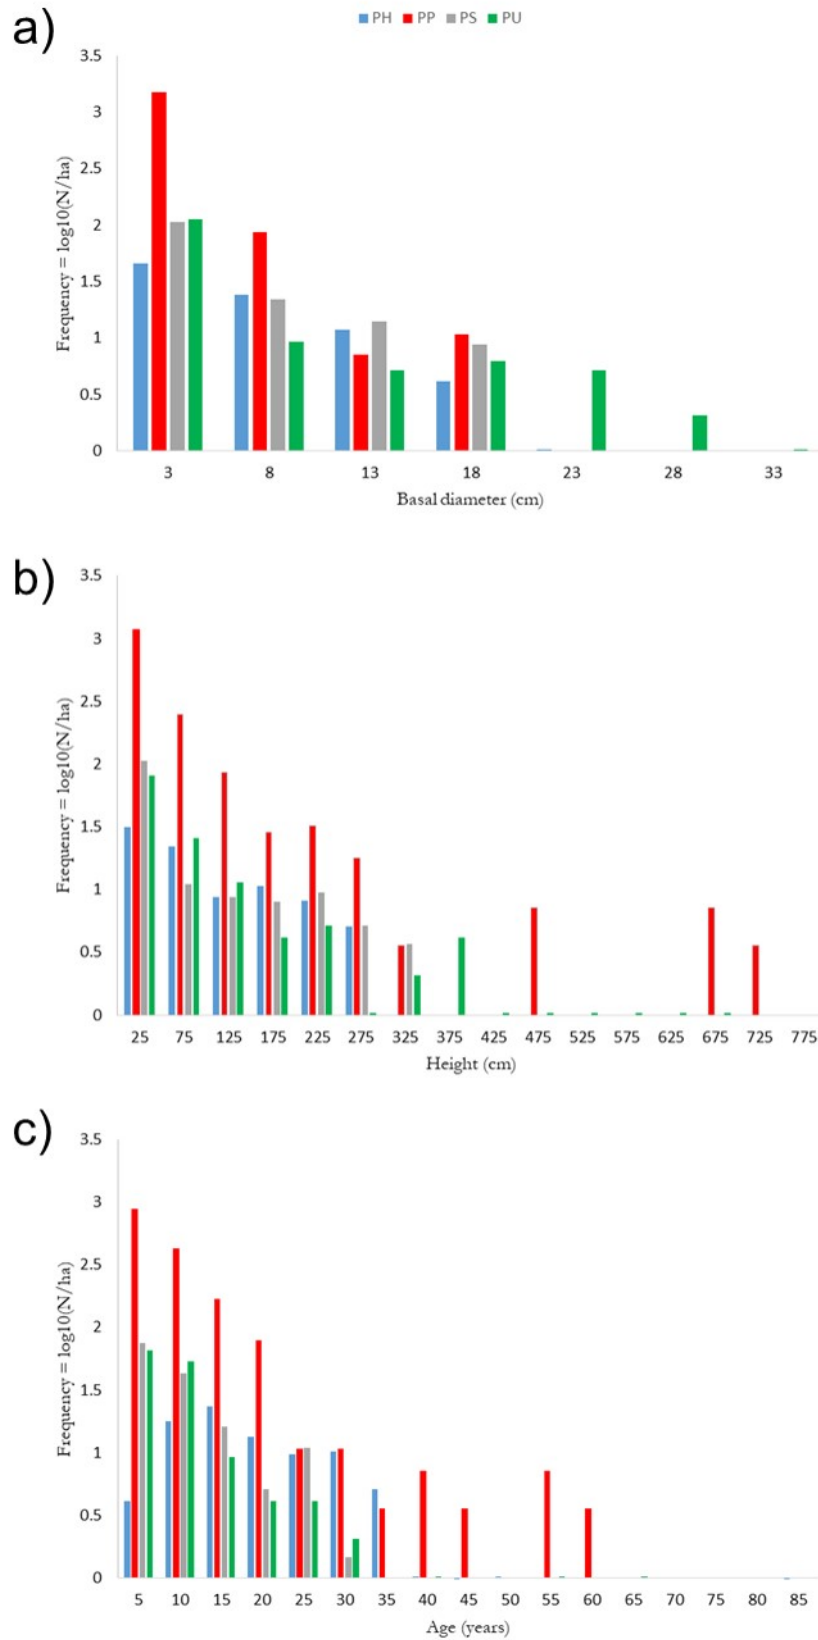 a)
PH PP PS PU
3.5
3
2.5
2
1.5
1
0.5
0
Frequency = log10(N/ha)
3 8 13 18 23 28 33
Basal diameter (cm)
b)
3.5
3
2.5
2
1.5
1
0.5
0
Frequency = log10(N/ha)
25 75 125 175 225 275 325 375 425 475 525 575 625 675 725 775
Height (cm)
c)
3.5
3
2.5
2
1.5
1
0.5
0
Frequency = log10(N/ha)
5 10 15 20 25 30 35 40 45 50 55 60 65 70 75 80 85
Age (years)